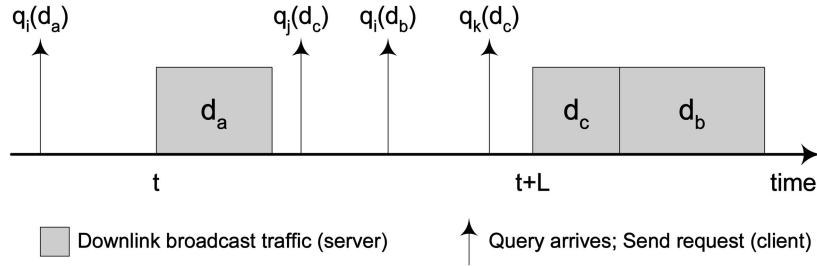 qi(da) qj(dc) qi(db) qk(dc)
da dc db
t t+L time
Downlink broadcast traffic (server) Query arrives; Send request (client)